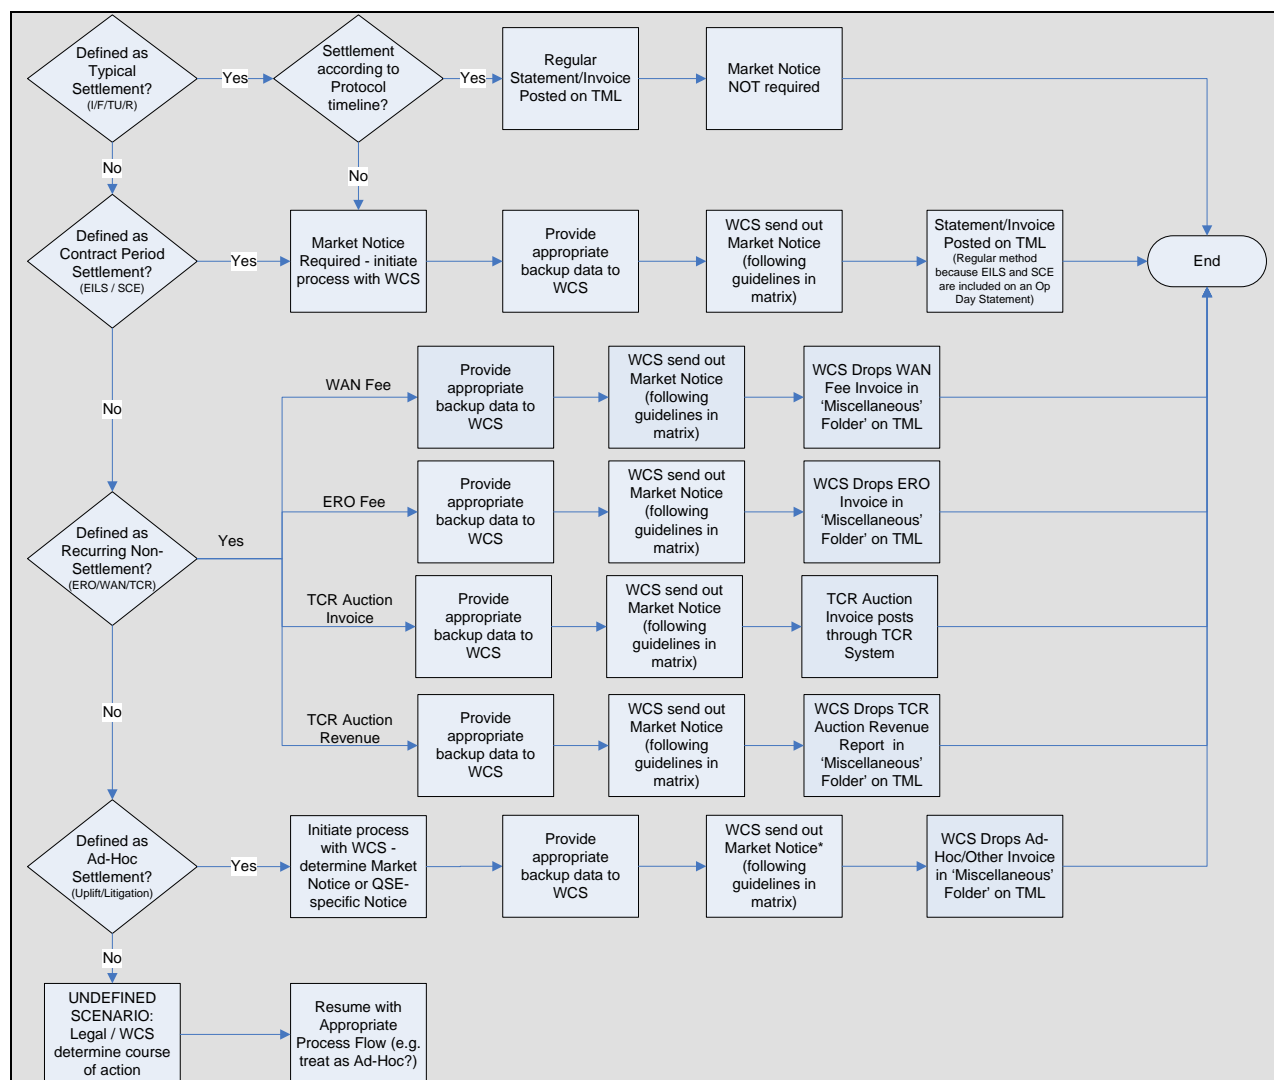 Defined as
Typical
Settlement?
(I/F/TU/R)
Yes
Settlement
according to
Protocol
timeline?
Yes
Regular
Statement/Invoice
Posted on TML
Market Notice
NOT required
No
No
Defined as
Contract Period
Settlement?
(EILS / SCE)
Yes
Market Notice
Required - initiate
process with WCS
Provide
appropriate
backup data to
WCS
WCS send out
Market Notice
(following
guidelines in
matrix)
Statement/Invoice
Posted on TML
(Regular method
because EILS and SCE
are included on an Op
Day Statement)
End
No
WAN Fee
Provide
appropriate
backup data to
WCS
WCS send out
Market Notice
(following
guidelines in
matrix)
WCS Drops WAN
Fee Invoice in
‘Miscellaneous’
Folder’ on TML
ERO Fee
Provide
appropriate
backup data to
WCS
WCS send out
Market Notice
(following
guidelines in
matrix)
WCS Drops ERO
Invoice in
‘Miscellaneous’
Folder’ on TML
Defined as
Recurring Non-
Settlement?
(ERO/WAN/TCR)
Yes
TCR Auction
Invoice
Provide
appropriate
backup data to
WCS
WCS send out
Market Notice
(following
guidelines in
matrix)
TCR Auction
Invoice posts
through TCR
System
No
TCR Auction
Revenue
Provide
appropriate
backup data to
WCS
WCS send out
Market Notice
(following
guidelines in
matrix)
WCS Drops TCR
Auction Revenue
Report in
‘Miscellaneous’
Folder’ on TML
Defined as
Ad-Hoc
Settlement?
(Uplift/Litigation)
Yes
Initiate process
with WCS -
determine Market
Notice or QSE-
specific Notice
Provide
appropriate
backup data to
WCS
WCS send out
Market Notice*
(following
guidelines in
matrix)
WCS Drops Ad-
Hoc/Other Invoice
in ‘Miscellaneous’
Folder’ on TML
No
UNDEFINED
SCENARIO:
Legal / WCS
determine course
of action
Resume with
Appropriate
Process Flow (e.g.
treat as Ad-Hoc?)